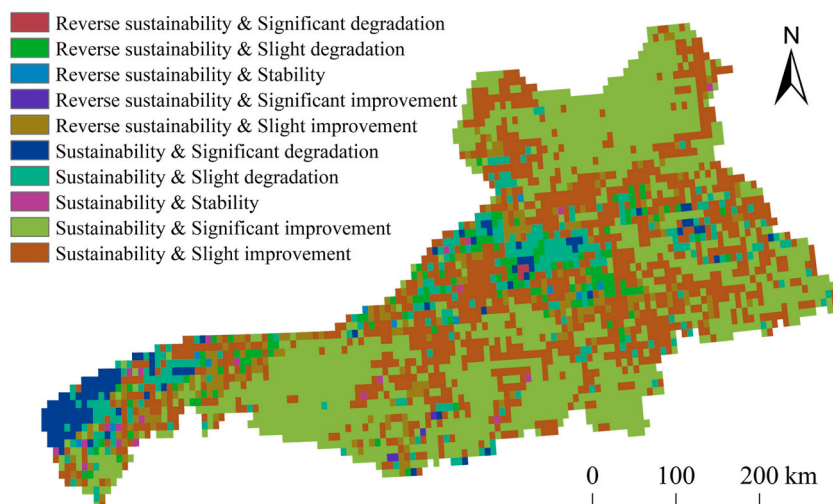 Reverse sustainability & Significant degradation
Reverse sustainability & Slight degradation
Reverse sustainability & Stability
Reverse sustainability & Significant improvement
Reverse sustainability & Slight improvement
Sustainability & Significant degradation
Sustainability & Slight degradation
Sustainability & Stability
Sustainability & Significant improvement
Sustainability & Slight improvement
N
0 100 200 km